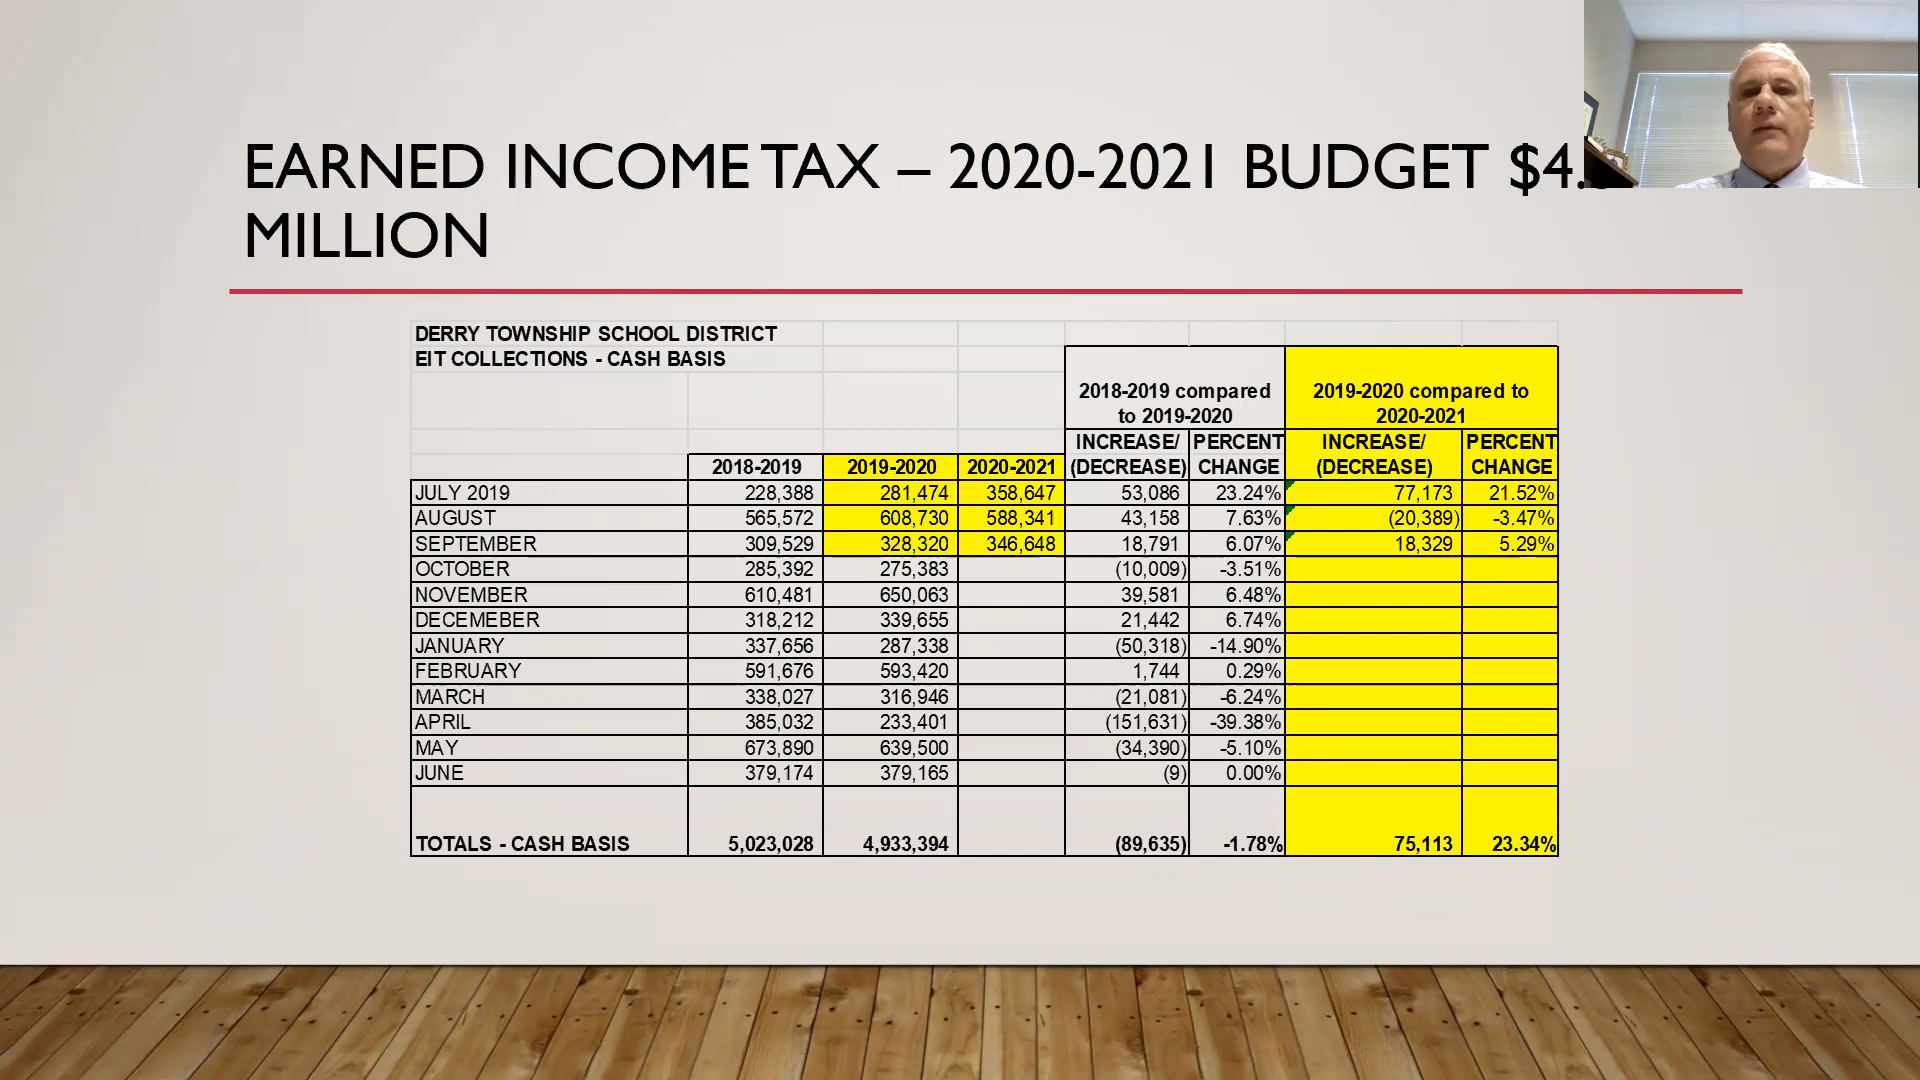 EARNED INCOME TAX – 2020-2021 BUDGET
MILLION
DERRY TOWNSHIP SCHOOL DISTRICT
EIT COLLECTIONS - CASH BASIS
2018-2019 compared to 2019-2020
2019-2020 compared to 2020-2021
2018-2019 2019-2020 2020-2021 INCREASE/(DECREASE) PERCENT CHANGE INCREASE/(DECREASE) PERCENT CHANGE
JULY 2019 228,388 281,474 358,647 53,086 23.24% 77,173 21.52%
AUGUST 565,572 608,730 588,341 43,158 7.63% (20,389) -3.47%
SEPTEMBER 309,529 328,320 346,648 18,791 6.07% 18,329 5.29%
OCTOBER 285,392 275,383 (10,009) -3.51%
NOVEMBER 610,481 650,063 39,581 6.48%
DECEMEBER 318,212 339,655 21,442 6.74%
JANUARY 337,656 287,338 (50,318) -14.90%
FEBRUARY 591,676 593,420 1,744 0.29%
MARCH 338,027 316,946 (21,081) -6.24%
APRIL 385,032 233,401 (151,631) -39.38%
MAY 673,890 639,500 (34,390) -5.10%
JUNE 379,174 379,165 (9) 0.00%
TOTALS - CASH BASIS 5,023,028 4,933,394 (89,635) -1.78% 75,113 23.34%